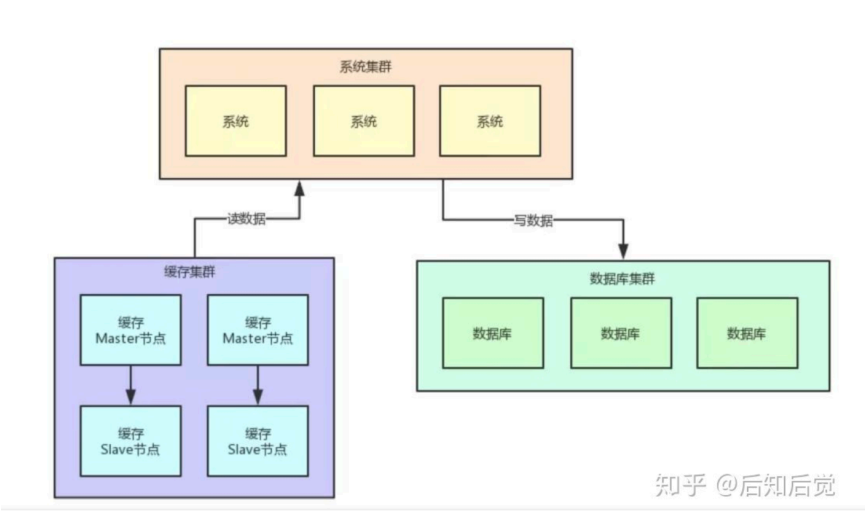 系统集群
系统
系统
系统
读数据
写数据
缓存集群
缓存
Master节点
缓存
Master节点
缓存
Slave节点
缓存
Slave节点
数据库集群
数据库
数据库
数据库
知乎 @后知后觉